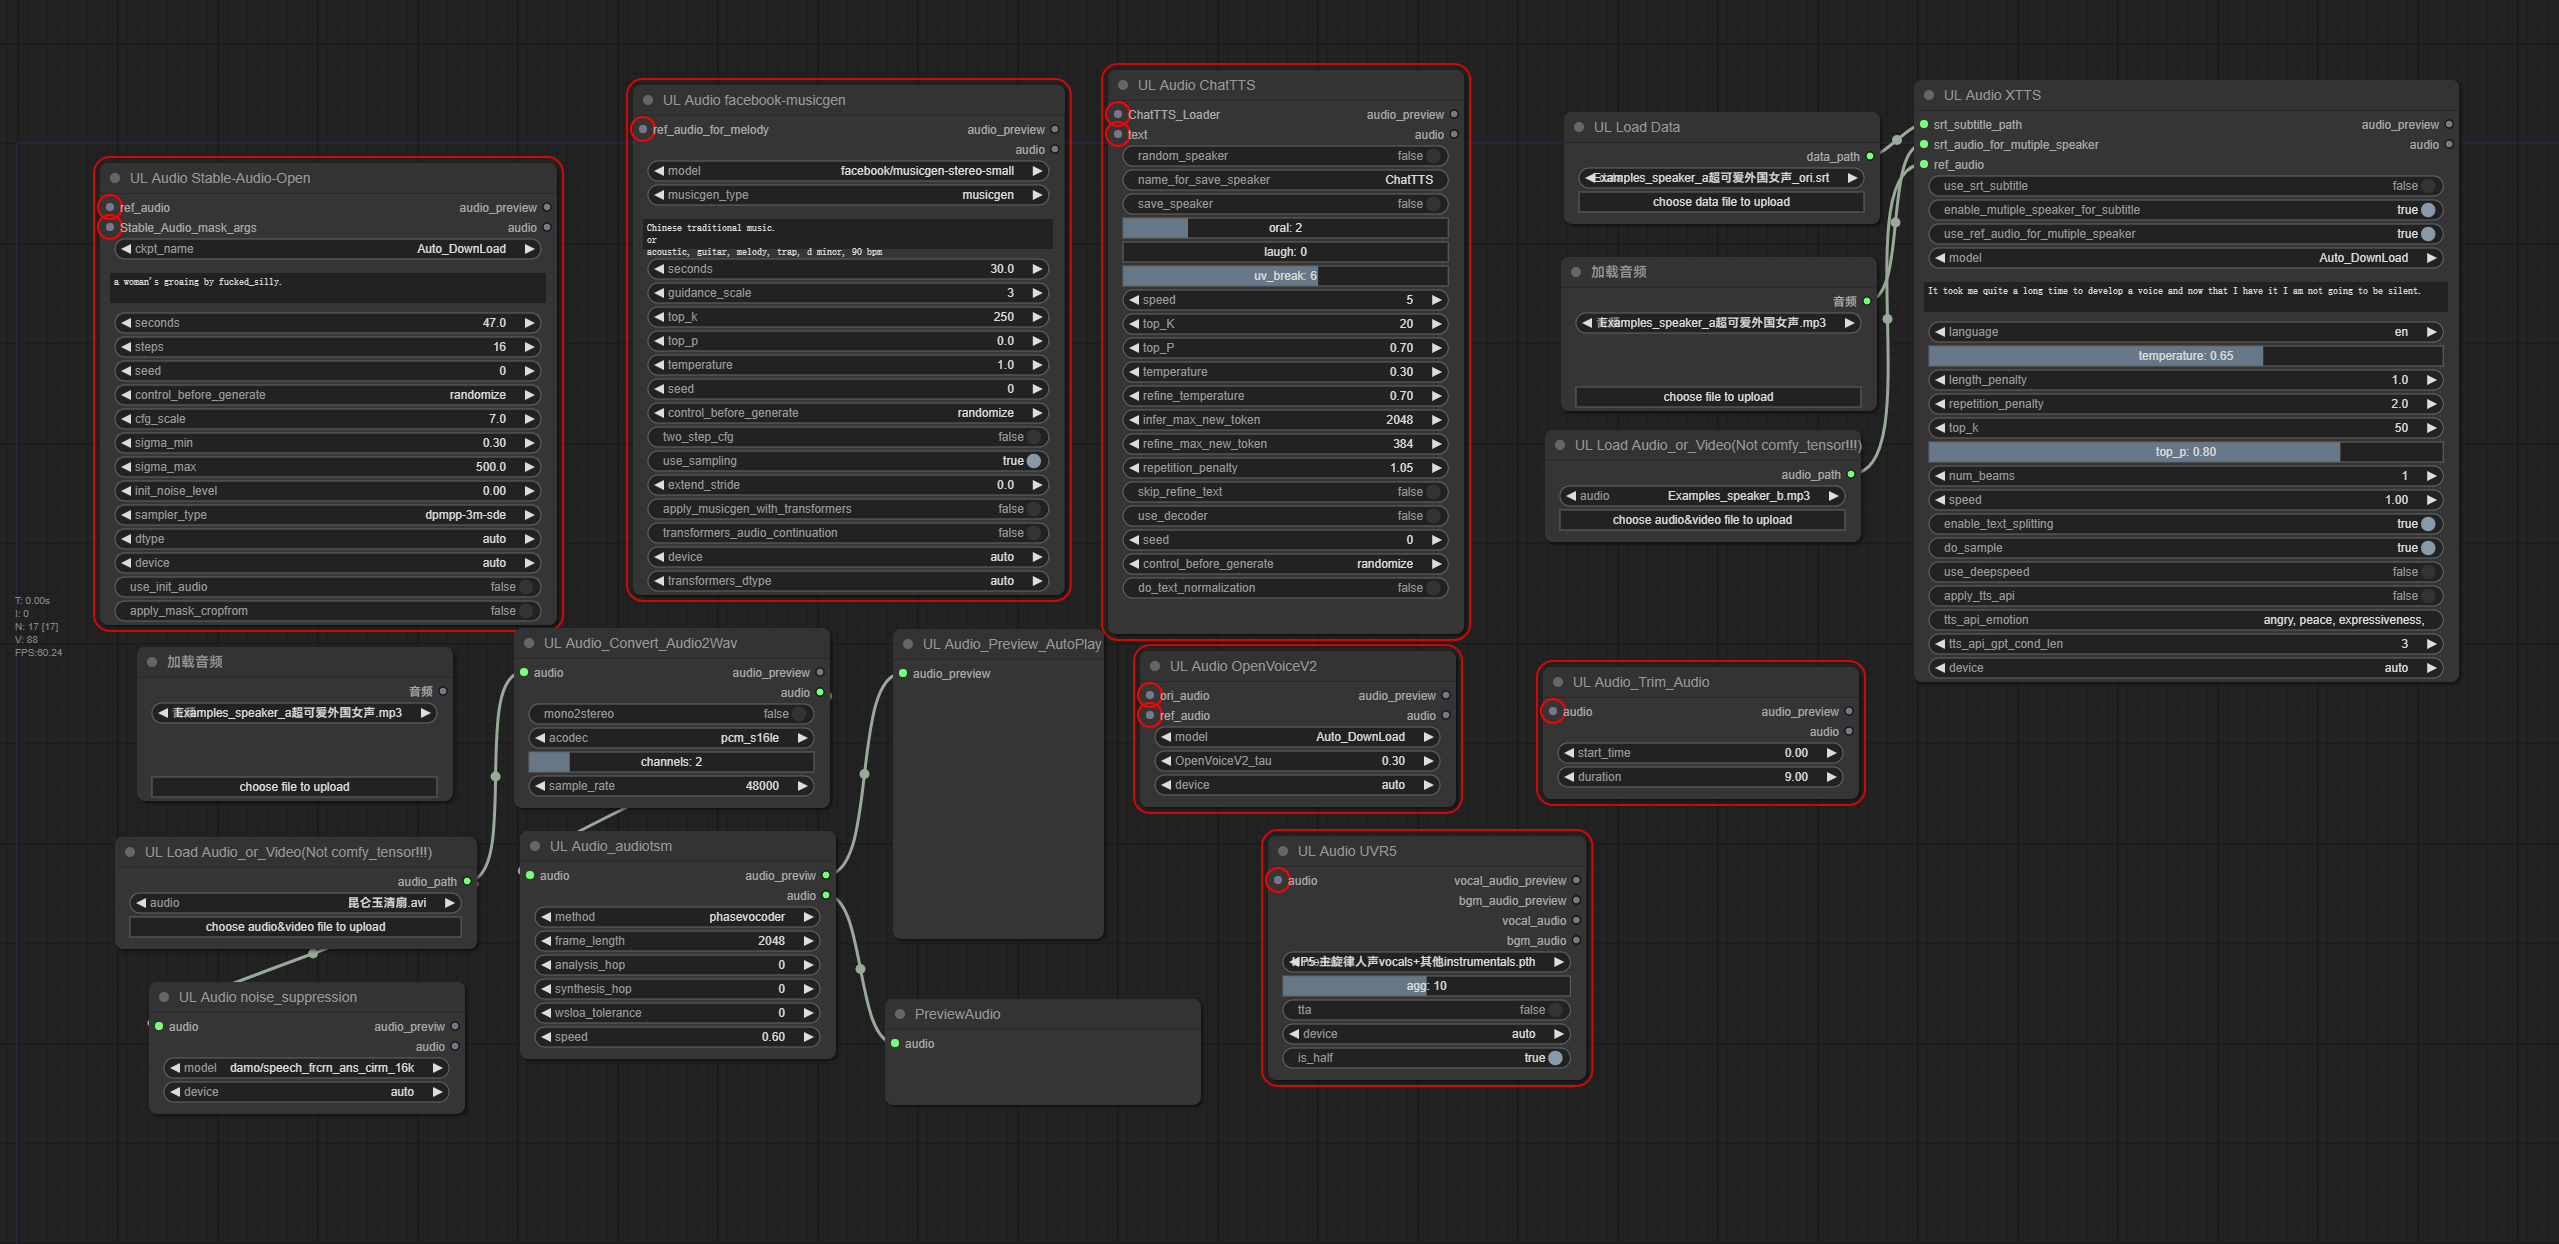 UL Audio Stable-Audio-Open
ref_audio audio_preview
Stable_Audio_mask_args audio
ckpt_name Auto_DownLoad
a woman's groaing by fucked_silly.
seconds 47.0
steps 16
seed 0
control_before_generate randomize
cfg_scale 7.0
sigma_min 0.30
sigma_max 500.0
init_noise_level 0.00
sampler_type dpmpp-3m-sde
dtype auto
device auto
use_init_audio false
apply_mask_cropfrom false
UL Audio facebook-musicgen
ref_audio_for_melody audio_preview
audio
model facebook/musicgen-stereo-small
musicgen_type musicgen
Chinese traditional music.
or
acoustic, guitar, melody, trap, d minor, 90 bpm
seconds 30.0
guidance_scale 3
top_k 250
top_p 0.0
temperature 1.0
seed 0
control_before_generate randomize
two_step_cfg false
use_sampling true
extend_stride 0.0
apply_musicgen_with_transformers false
transformers_audio_continuation false
device auto
transformers_dtype auto
UL Audio ChatTTS
ChatTTS_Loader audio_preview
text audio
random_speaker false
name_for_save_speaker ChatTTS
save_speaker false
oral: 2
laugh: 0
uv_break: 6
speed 5
top_K 20
top_P 0.70
temperature 0.30
refine_temperature 0.70
infer_max_new_token 2048
refine_max_new_token 384
repetition_penalty 1.05
skip_refine_text false
use_decoder false
seed 0
control_before_generate randomize
do_text_normalization false
UL Load Data
data_path
Examples_speaker_a超可爱外国女声_ori.srt
choose data file to upload
加载音频
音频
Examples_speaker_a超可爱外国女声.mp3
choose file to upload
UL Load Audio_or_Video(Not comfy_tensor!!!)
audio_path
audio Examples_speaker_b.mp3
choose audio&video file to upload
UL Audio XTTS
srt_subtitle_path audio_preview
srt_audio_for_mutiple_speaker audio
ref_audio
use_srt_subtitle false
enable_mutiple_speaker_for_subtitle true
use_ref_audio_for_mutiple_speaker true
model Auto_DownLoad
It took me quite a long time to develop a voice and now that I have it I am not going to be silent.
language en
temperature: 0.65
length_penalty 1.0
repetition_penalty 2.0
top_k 50
top_p: 0.80
num_beams 1
speed 1.00
enable_text_splitting true
do_sample true
use_deepspeed false
apply_tts_api false
tts_api_emotion angry, peace, expressiveness,
tts_api_gpt_cond_len 3
device auto
T: 0.00s
I: 0
N: 17 [17]
V: 88
FPS:60.24
加载音频
音频
Examples_speaker_a超可爱外国女声.mp3
choose file to upload
UL Load Audio_or_Video(Not comfy_tensor!!!)
audio_path
audio 昆仑玉清扇.avi
choose audio&video file to upload
UL Audio noise_suppression
audio audio_previw
audio
model damo/speech_frcrn_ans_cirm_16k
device auto
UL Audio_Convert_Audio2Wav
audio audio_preview
audio
mono2stereo false
acodec pcm_s16le
channels: 2
sample_rate 48000
UL Audio_audiotsm
audio audio_previw
audio
method phasevocoder
frame_length 2048
analysis_hop 0
synthesis_hop 0
wsloa_tolerance 0
speed 0.60
UL Audio_Preview_AutoPlay
audio_preview
PreviewAudio
audio
UL Audio OpenVoiceV2
ori_audio audio_preview
ref_audio audio
model Auto_DownLoad
OpenVoiceV2_tau 0.30
device auto
UL Audio_Trim_Audio
audio audio_preview
audio
start_time 0.00
duration 9.00
UL Audio UVR5
audio vocal_audio_preview
bgm_audio_preview
vocal_audio
bgm_audio
HP5-主旋律人声vocals+其他instrumentals.pth
agg: 10
tta false
device auto
is_half true